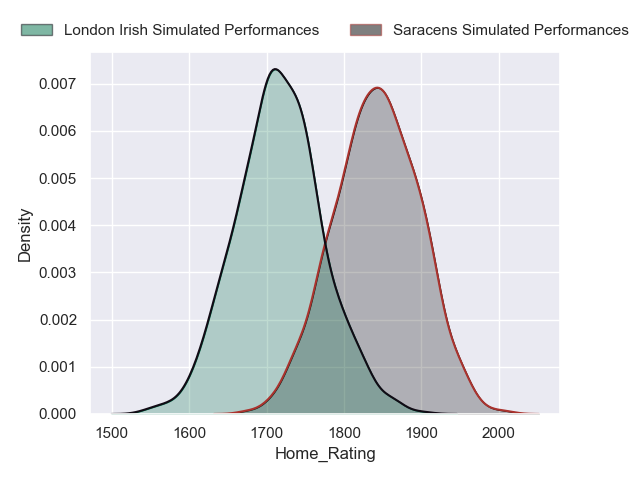 London Irish Simulated Performances
Saracens Simulated Performances
0.007
0.006
0.005
0.004
0.003
0.002
0.001
0.000
Density
1500 1600 1700 1800 1900 2000
Home_Rating